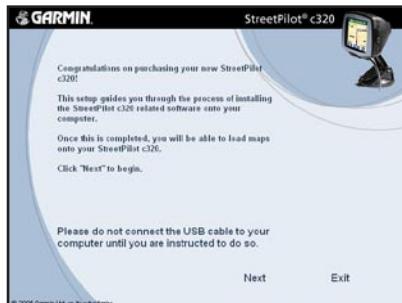 GARMIN.
StreetPilot® c320
Congratulations on purchasing your new StreetPilot
c320!
This setup guides you through the process of installing
the StreetPilot c320 related software onto your
computer.
Once this is completed, you will be able to load maps
onto your StreetPilot c320.
Click "Next" to begin.
Please do not connect the USB cable to your
computer until you are instructed to do so.
Next
Exit